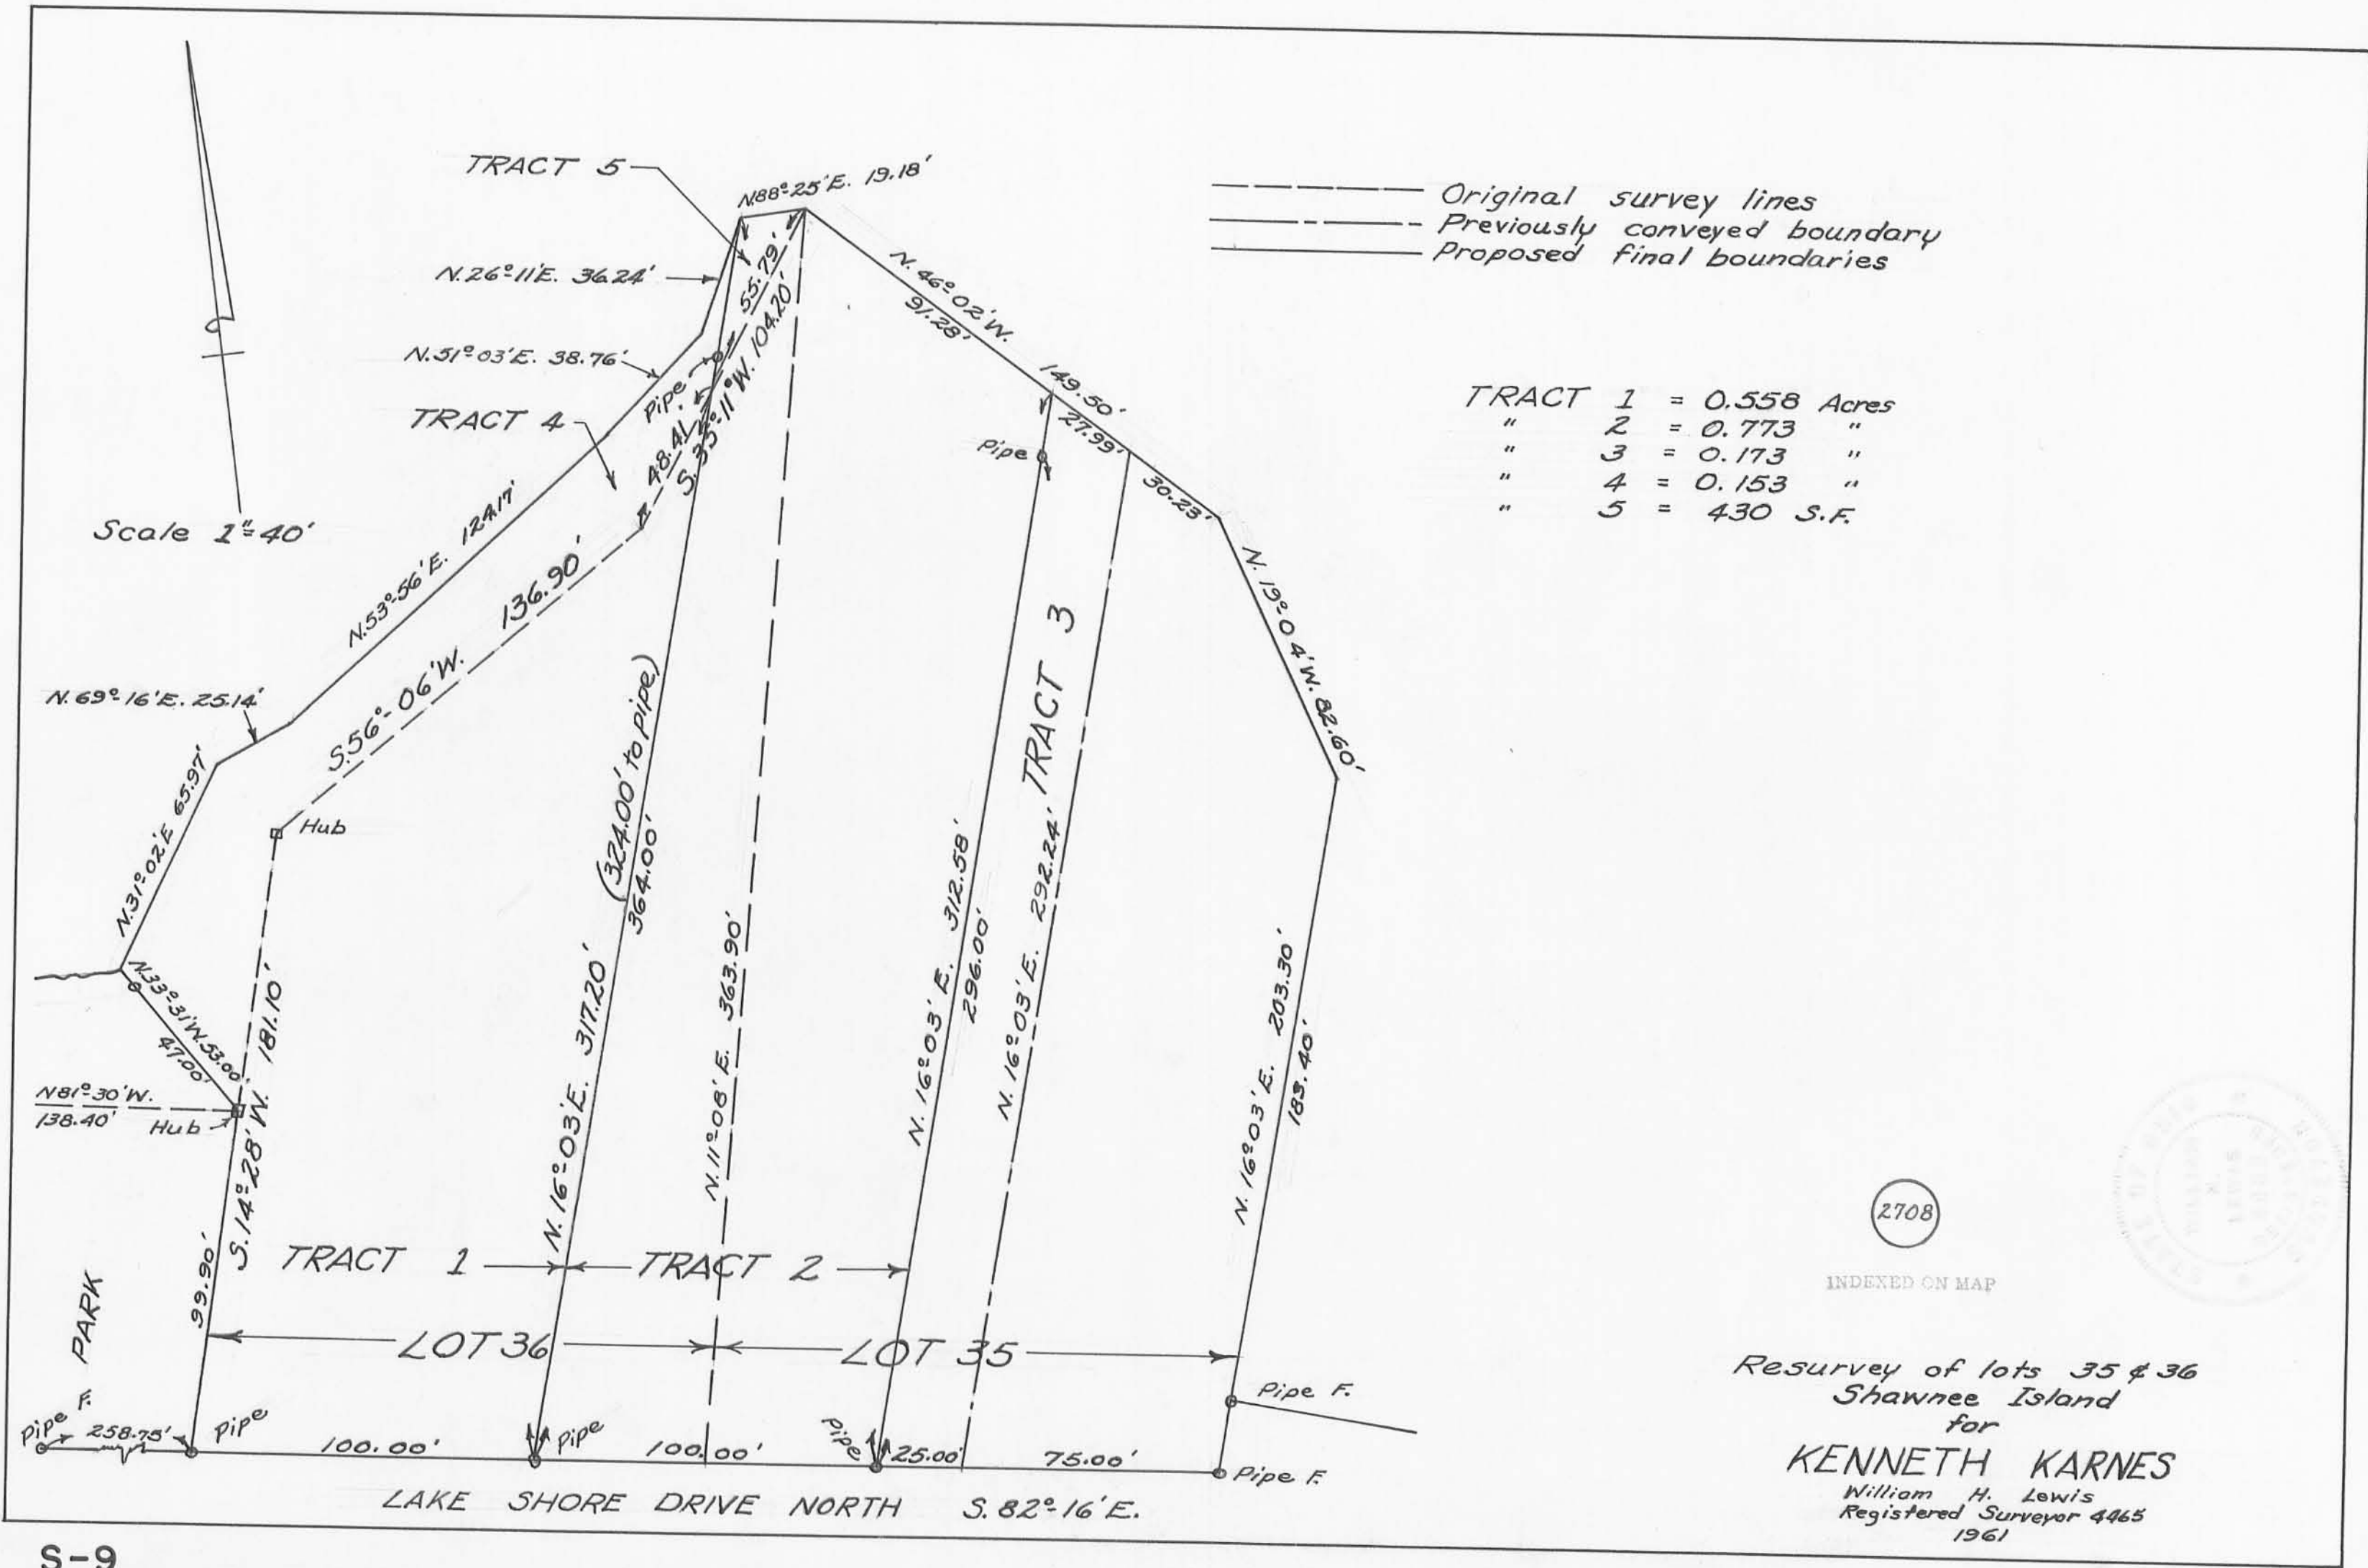 TRACT 5
N.88°-25'E. 19.18'
N.26°-11'E. 36.24'
N.51°-03'E. 38.76'
TRACT 4
Pipe
55.79'
48.41'
S. 35°-11'W. 104.20'
N. 46°-02'W.
91.28'
149.50'
27.99'
30.23'
Pipe
Original survey lines
Previously conveyed boundary
Proposed final boundaries
TRACT 1 = 0.558 Acres
" 2 = 0.773 "
" 3 = 0.173 "
" 4 = 0.153 "
" 5 = 430 S.F.
Scale 1"=40'
N.53°-56'E. 124.17'
S.56°-06'W. 136.90'
N. 69°-16'E. 25.14'
Hub
N.31°-02'E 65.97'
N.33°-31'W. 53.00'
47.00'
N81°-30'W.
138.40'
Hub
S.14°-28'W. 181.10'
99.90'
(324.00' to pipe)
364.00'
N. 16°-03'E. 317.20'
N. 11°-08'E. 363.90'
N. 16°-03'E. 312.58'
296.00'
TRACT 3
N. 16°-03'E. 292.24'
N. 19°-04'W. 82.60'
N. 16°-03'E. 203.30'
183.40'
TRACT 1
TRACT 2
LOT 36
LOT 35
PARK
Pipe F.
258.75'
Pipe
100.00'
Pipe
100.00'
Pipe
25.00'
75.00'
Pipe F.
Pipe F.
LAKE SHORE DRIVE NORTH S. 82°-16'E.
2708
INDEXED ON MAP
Resurvey of lots 35 & 36
Shawnee Island
for
KENNETH KARNES
William H. Lewis
Registered Surveyor 4465
1961
S-9